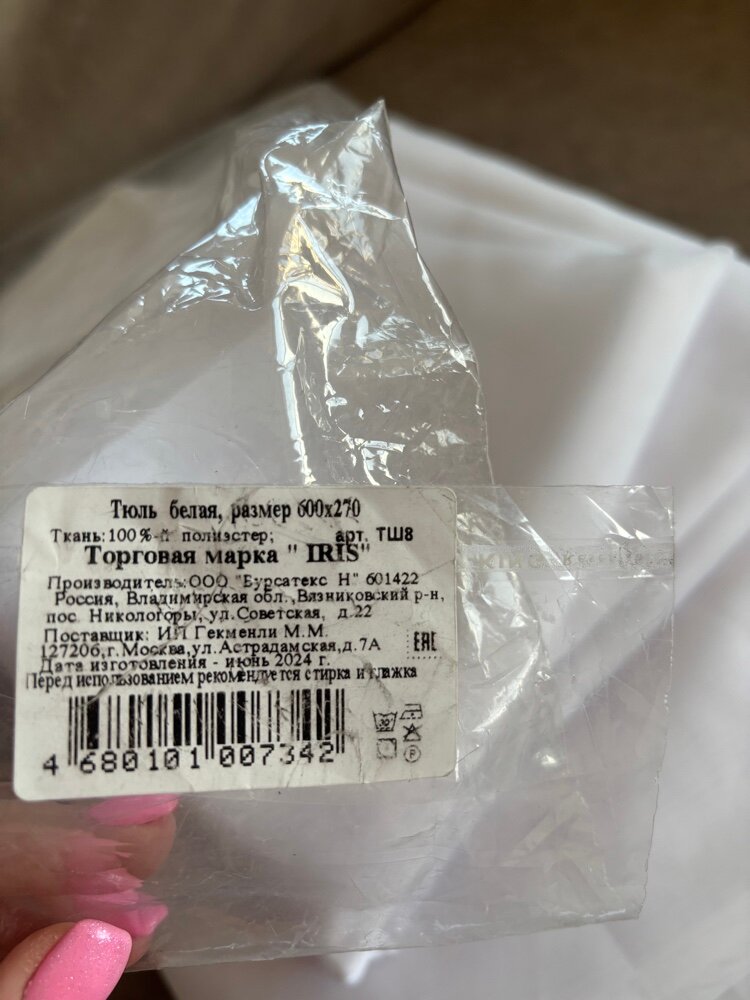 Тюль белая, размер 600х270
Ткань:100%-й полиэстер; арт. ТШ8
Торговая марка " IRIS"
Производитель:ООО "Бурсатекс Н" 601422
Россия, Владимирская обл.,Вязниковский р-н,
пос. Никологоры, ул.Советская, д.22
Поставщик: ИП Гекменли М.М.
127206,г.Москва,ул.Астрадамская,д.7А
EAC
Дата изготовления - июнь 2024 г.
Перед использованием рекомендуется стирка и глажка
30
P
4 680101 007342